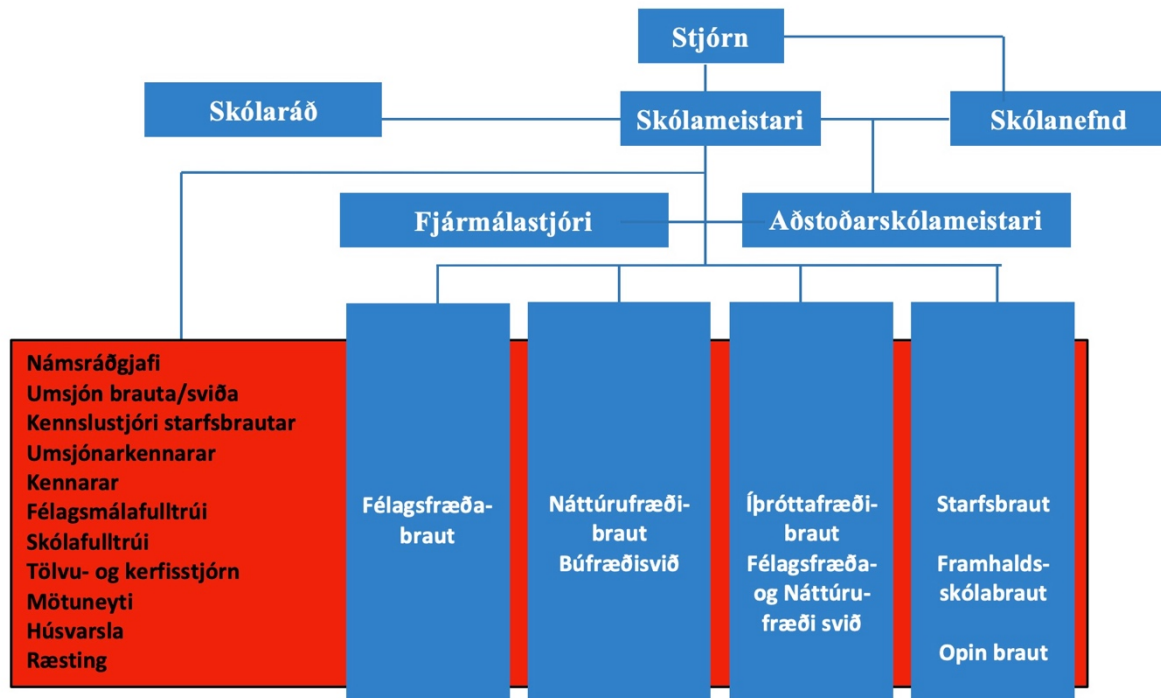 Stjórn
Skólaráð
Skólameistari
Skólanefnd
Fjármálastjóri
Aðstoðarskólameistari
Námsráðgjafi
Umsjón brauta/sviða
Kennslustjóri starfsbrautar
Umsjónarkennarar
Kennarar
Félagsmálafulltrúi
Skólafulltrúi
Tölvu- og kerfisstjórn
Mötuneyti
Húsvarsla
Ræsting
Félagsfræða-
braut
Náttúrufræði-
braut
Búfræðisvið
Íþróttafræði-
braut
Félagsfræða-
og Náttúru-
fræði svið
Starfsbraut
Framhalds-
skólabraut
Opin braut